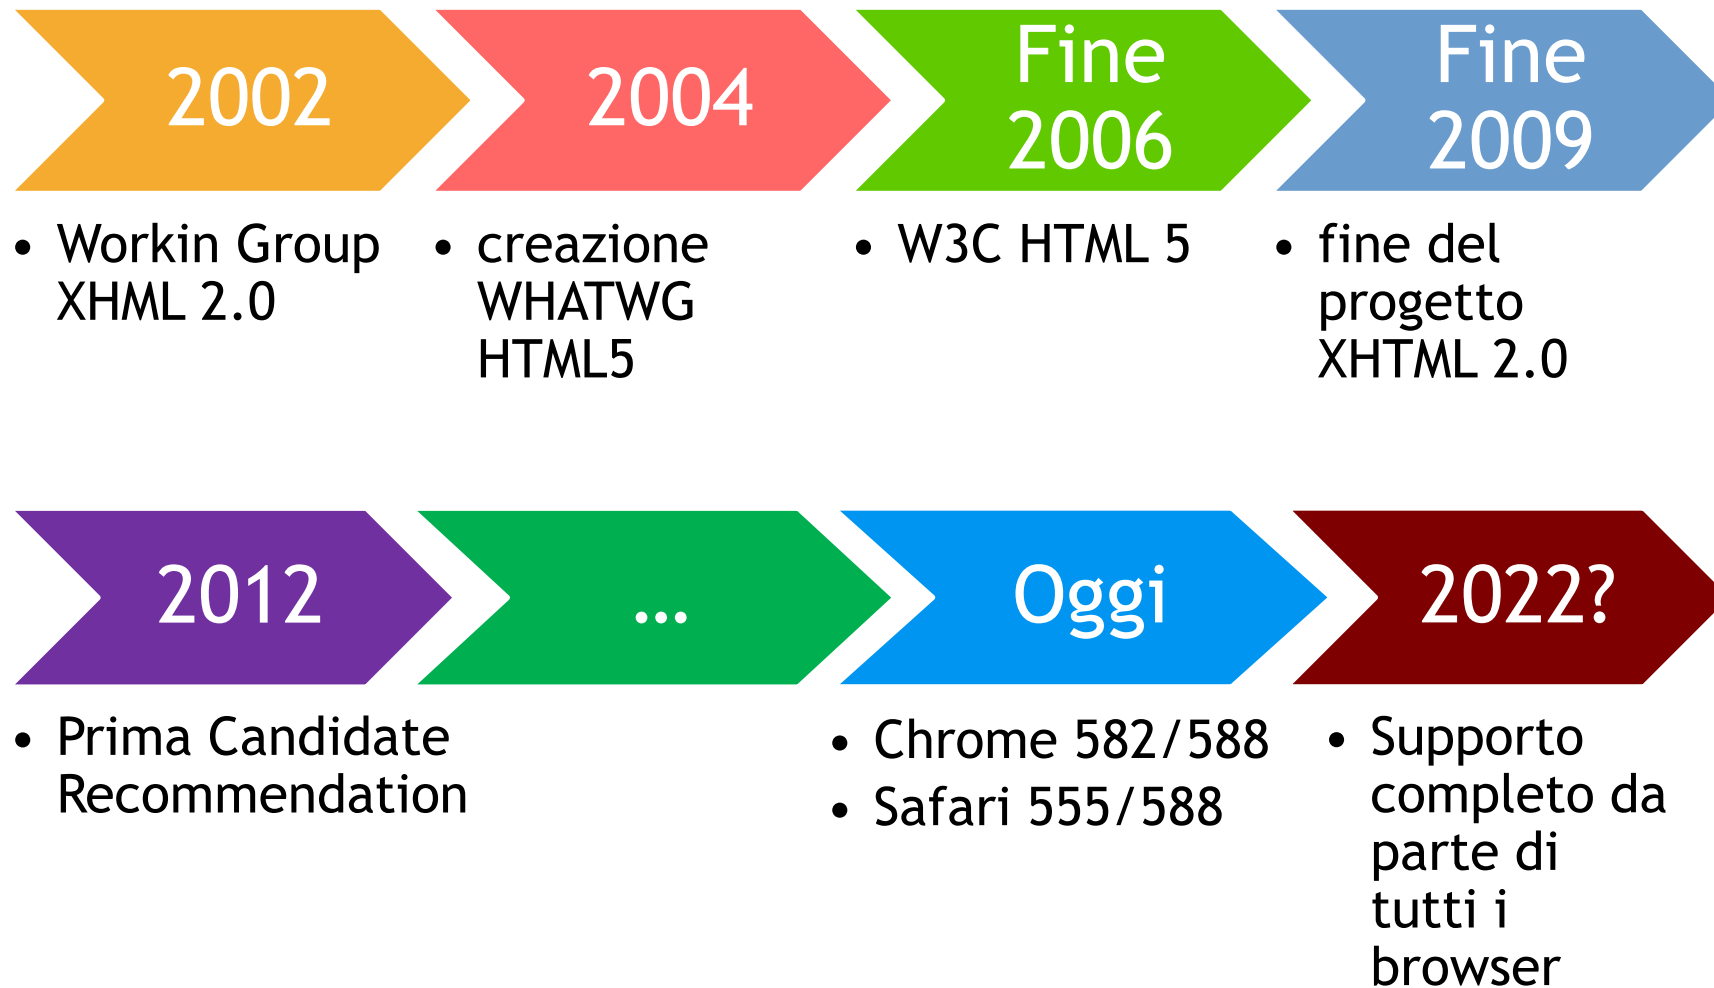 2002
• Workin Group
XHML 2.0
2004
• creazione
WHATWG
HTML5
Fine
2006
• W3C HTML 5
Fine
2009
• fine del
progetto
XHTML 2.0
2012
• Prima Candidate
Recommendation
...
Oggi
• Chrome 582/588
• Safari 555/588
2022?
• Supporto
completo da
parte di
tutti i
browser